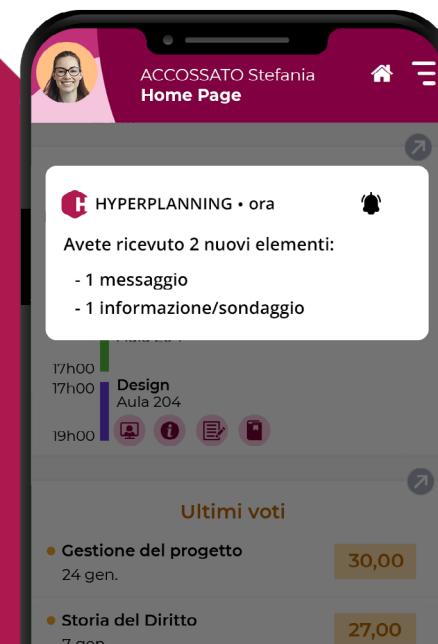 ACCOSSATO Stefania
Home Page
HYPERPLANNING • ora
Avete ricevuto 2 nuovi elementi:
- 1 messaggio
- 1 informazione/sondaggio
17h00
17h00
Design
Aula 204
19h00
Ultimi voti
Gestione del progetto
30,00
24 gen.
Storia del Diritto
27,00